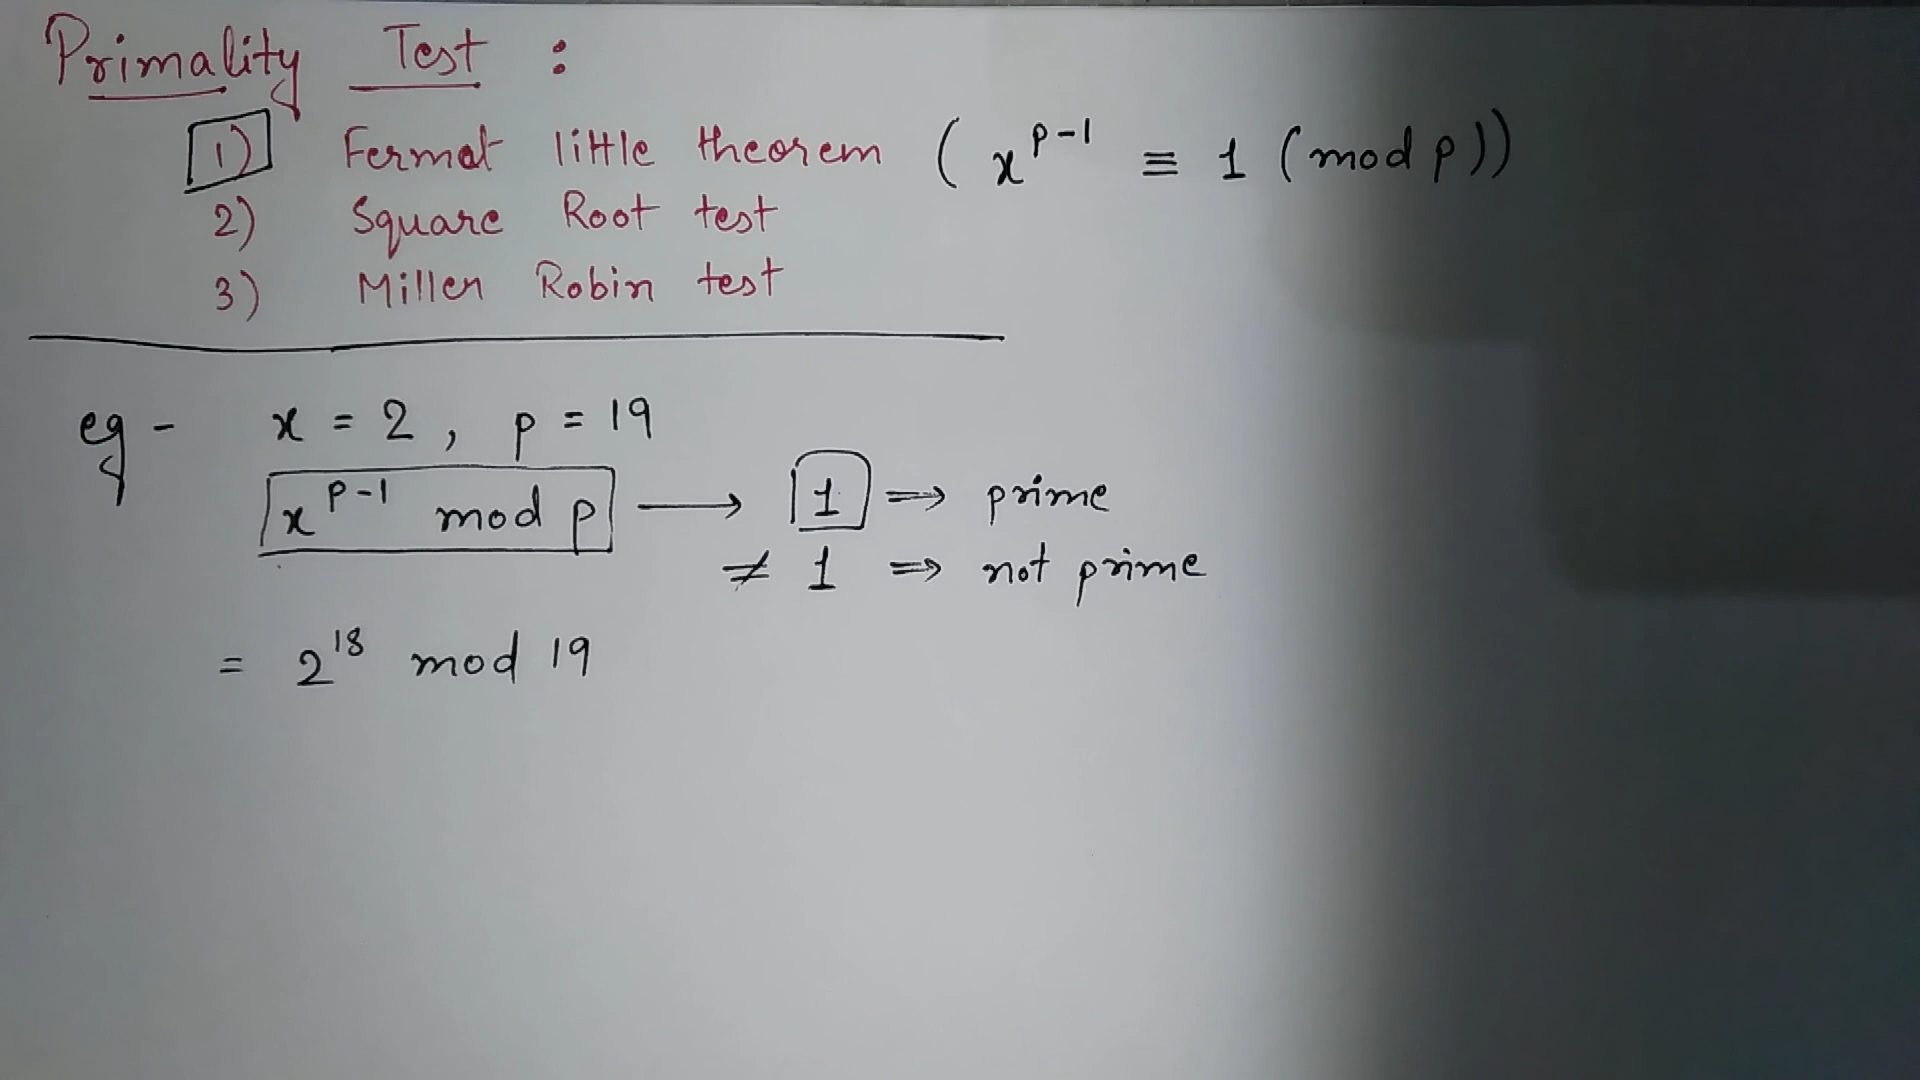 Primality Test :
1) Fermat little theorem ( x^{p-1} ≡ 1 (mod p))
2) Square Root test
3) Miller Robin test
eg - x = 2 , p = 19
x^{p-1} mod p ⟶ 1 ⇒ prime
≠ 1 ⇒ not prime
= 2^{18} mod 19